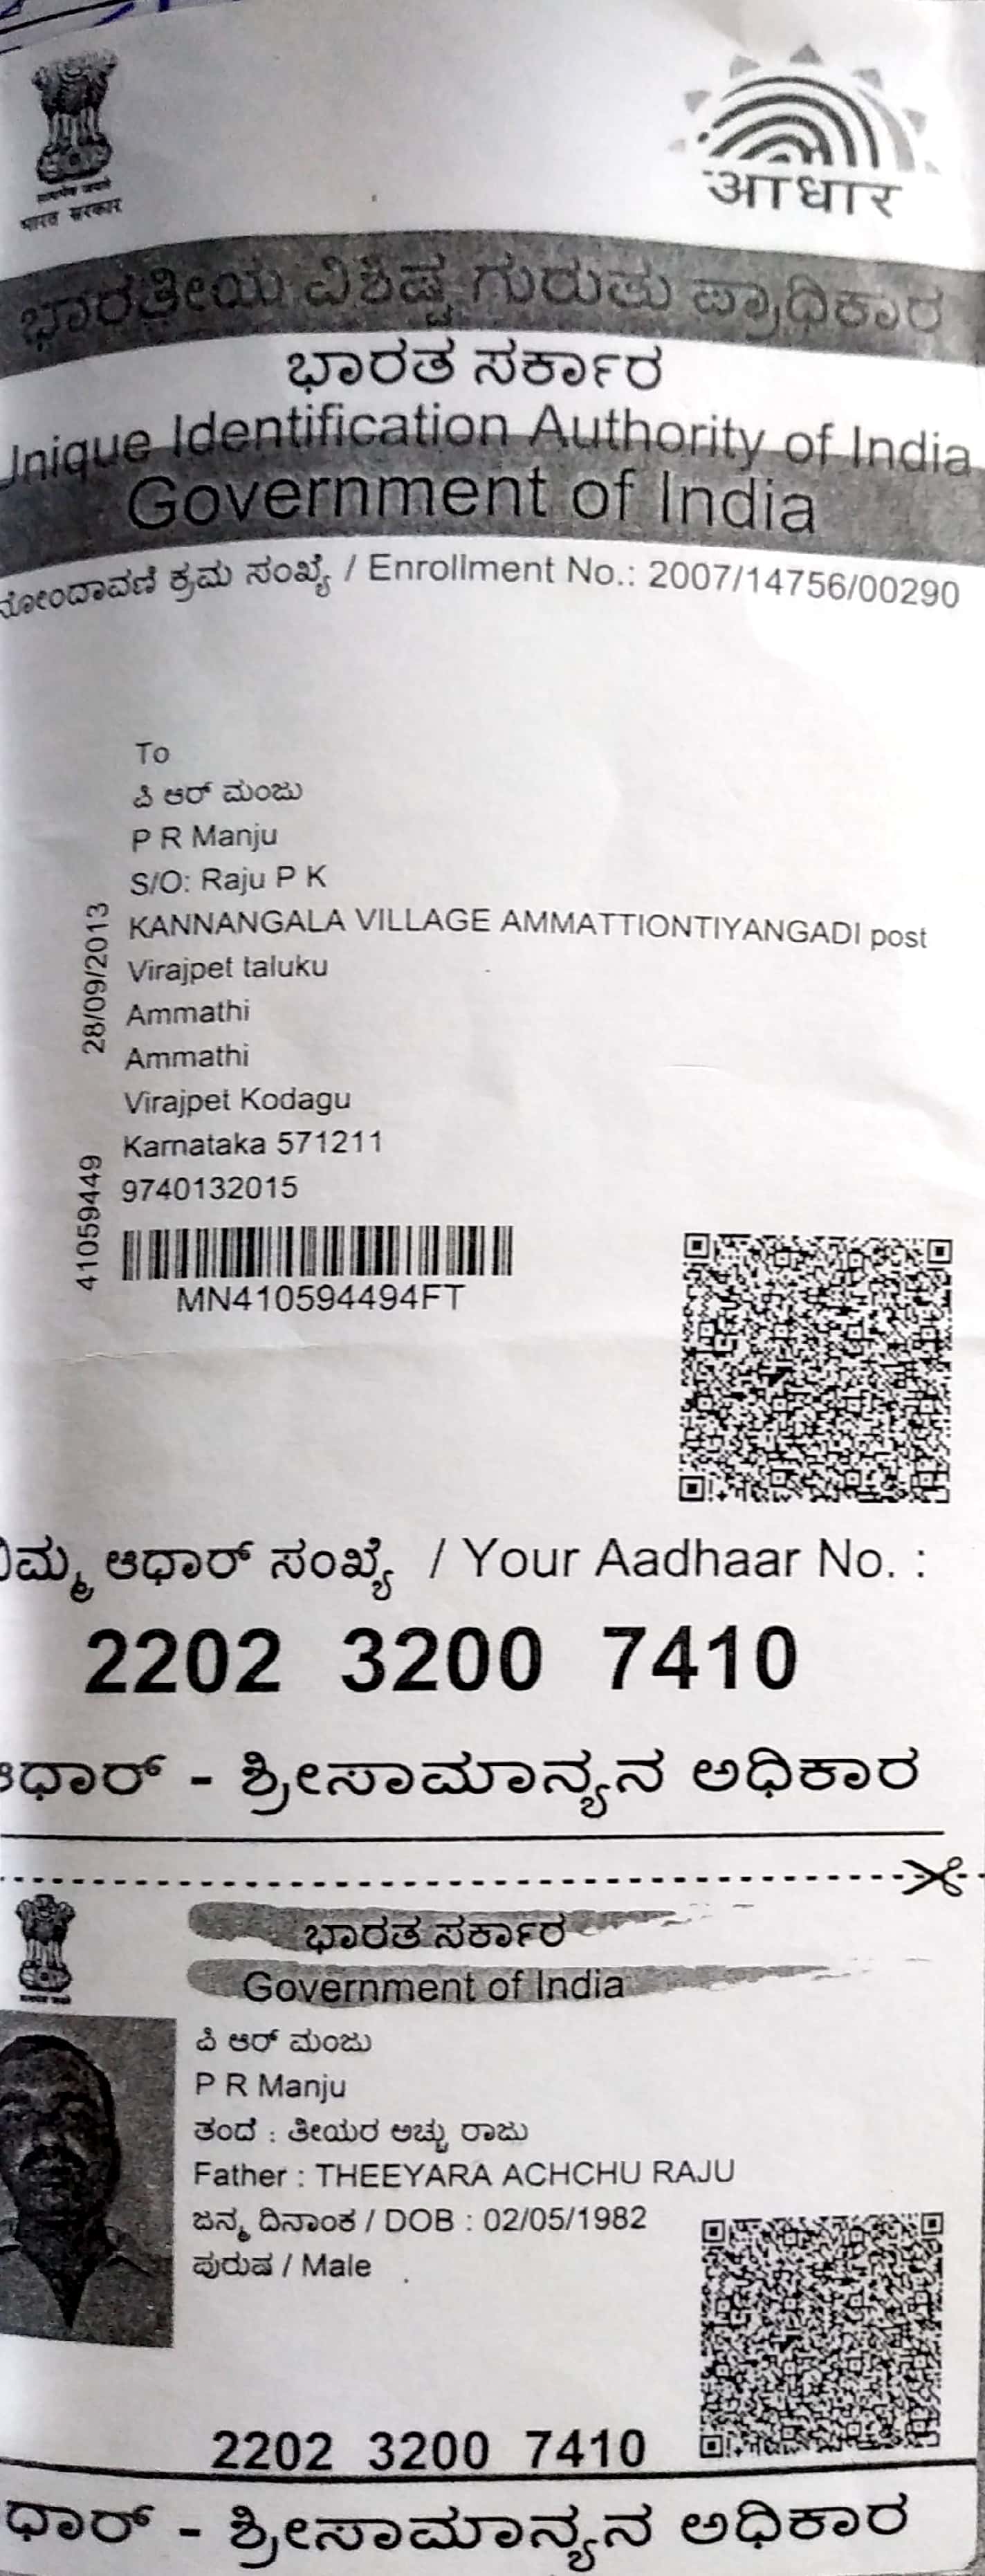 भारत सरकार
आधार
ಭಾರತೀಯ ವಿಶಿಷ್ಟ ಗುರುತು ಪ್ರಾಧಿಕಾರ
ಭಾರತ ಸರ್ಕಾರ
Unique Identification Authority of India
Government of India
ನೋಂದಾವಣೆ ಕ್ರಮ ಸಂಖ್ಯೆ / Enrollment No.: 2007/14756/00290
To
ಪಿ ಆರ್ ಮಂಜು
P R Manju
S/O: Raju P K
KANNANGALA VILLAGE AMMATTIONTIYANGADI post
Virajpet taluku
Ammathi
Ammathi
Virajpet Kodagu
Karnataka 571211
9740132015
28/09/2013
41059449
MN410594494FT
ನಿಮ್ಮ ಆಧಾರ್ ಸಂಖ್ಯೆ / Your Aadhaar No. :
2202 3200 7410
ಆಧಾರ್ - ಶ್ರೀಸಾಮಾನ್ಯನ ಅಧಿಕಾರ
ಭಾರತ ಸರ್ಕಾರ
Government of India
ಪಿ ಆರ್ ಮಂಜು
P R Manju
ತಂದೆ : ತೀಯರ ಅಚ್ಚು ರಾಜು
Father : THEEYARA ACHCHU RAJU
ಜನ್ಮ ದಿನಾಂಕ / DOB : 02/05/1982
ಪುರುಷ / Male
2202 3200 7410
ಧಾರ್ - ಶ್ರೀಸಾಮಾನ್ಯನ ಅಧಿಕಾರ